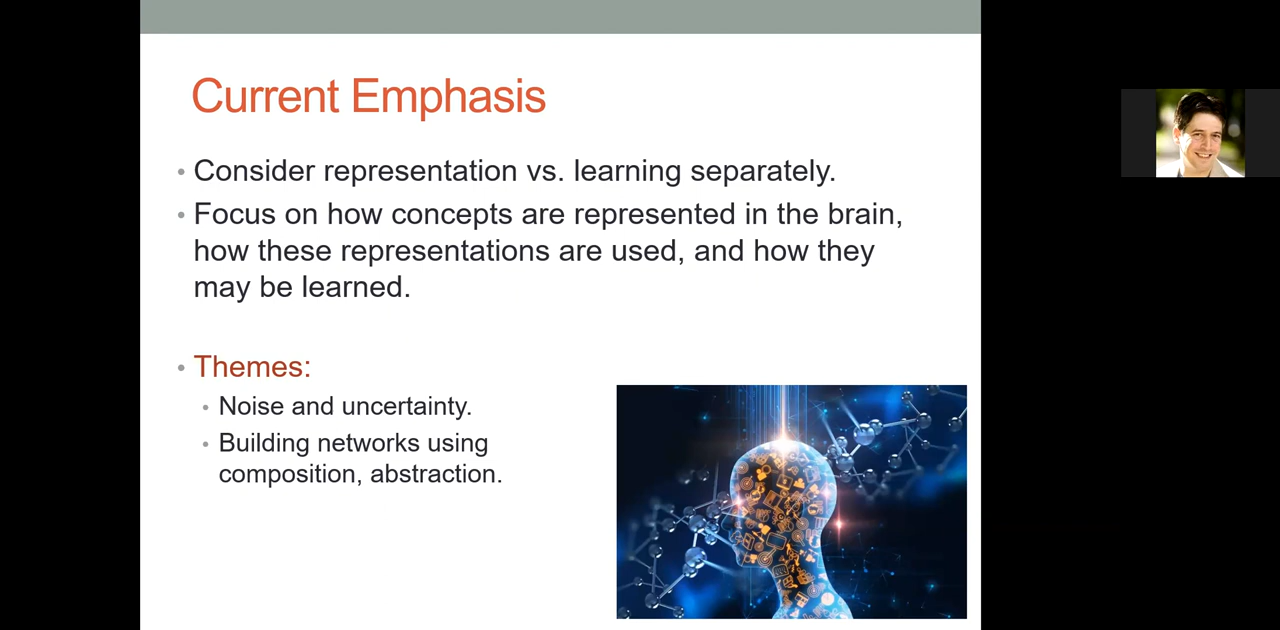 Current Emphasis
• Consider representation vs. learning separately.
• Focus on how concepts are represented in the brain,
how these representations are used, and how they
may be learned.
• Themes:
• Noise and uncertainty.
• Building networks using
composition, abstraction.